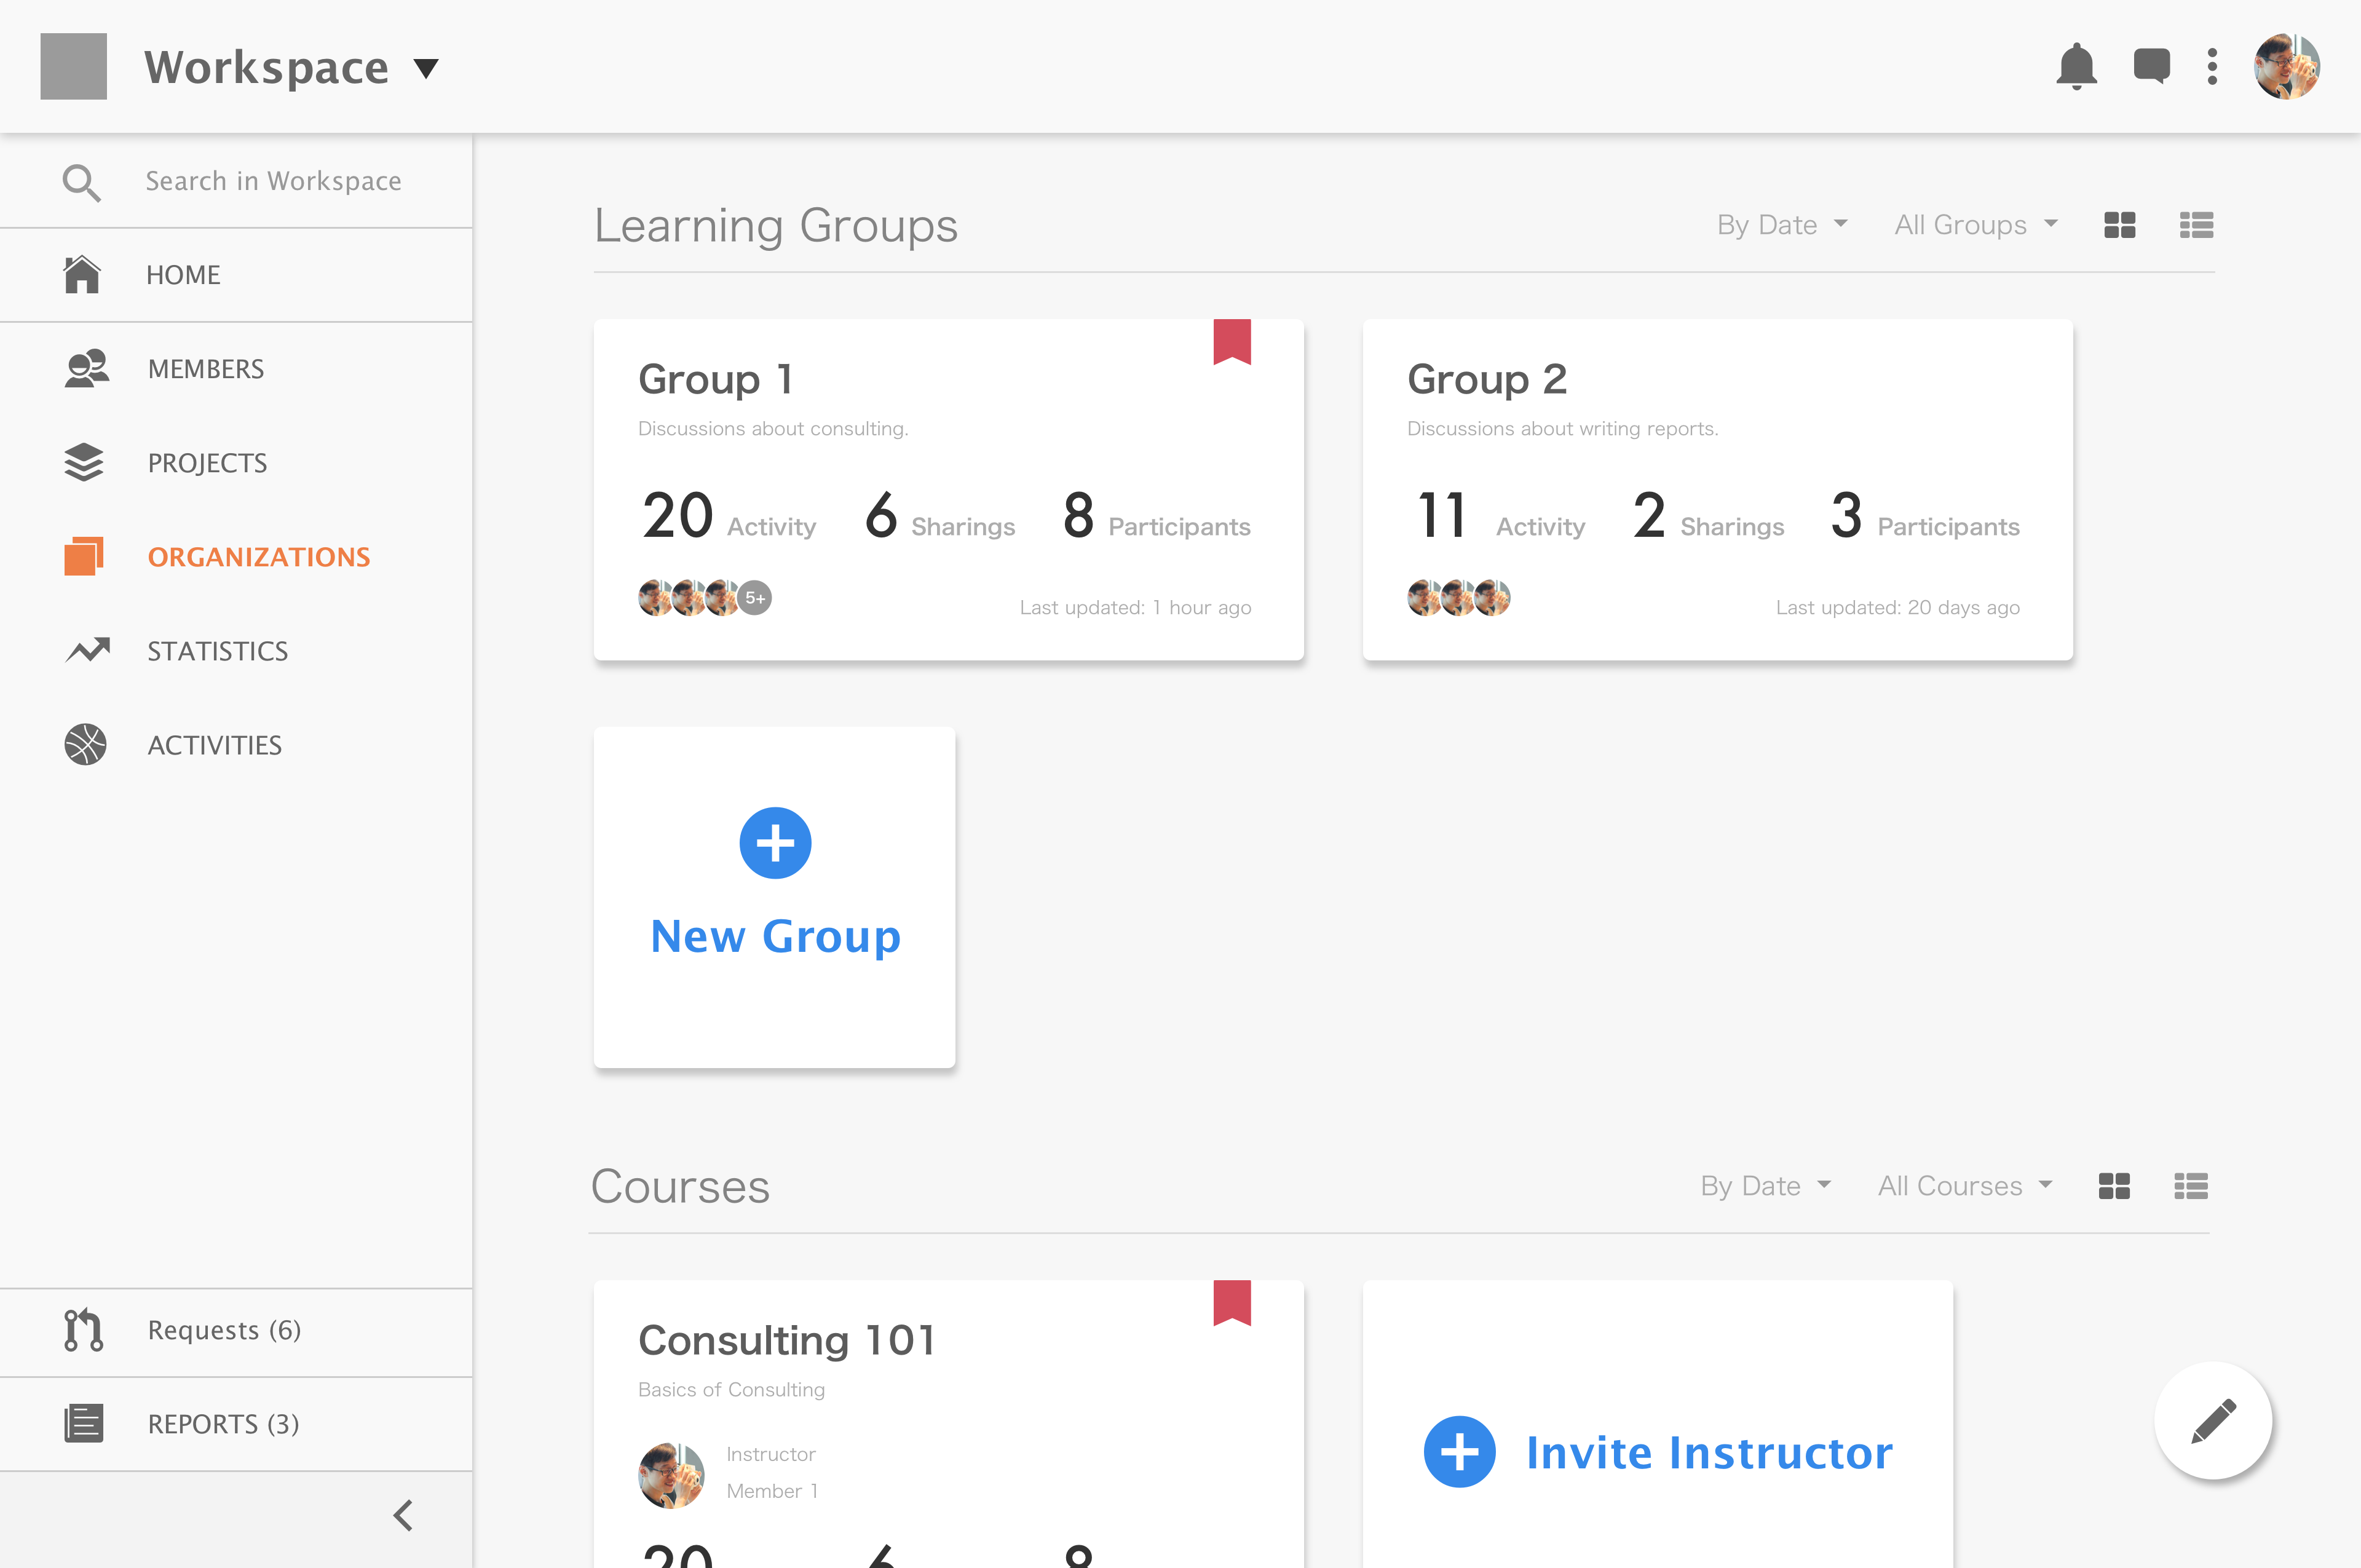 Workspace
Search in Workspace
HOME
MEMBERS
PROJECTS
ORGANIZATIONS
STATISTICS
ACTIVITIES
Requests (6)
REPORTS (3)
Learning Groups
By Date
All Groups
Group 1
Discussions about consulting.
20 Activity 6 Sharings 8 Participants
5+
Last updated: 1 hour ago
Group 2
Discussions about writing reports.
11 Activity 2 Sharings 3 Participants
Last updated: 20 days ago
New Group
Courses
By Date
All Courses
Consulting 101
Basics of Consulting
Instructor
Member 1
20 6 8
Invite Instructor